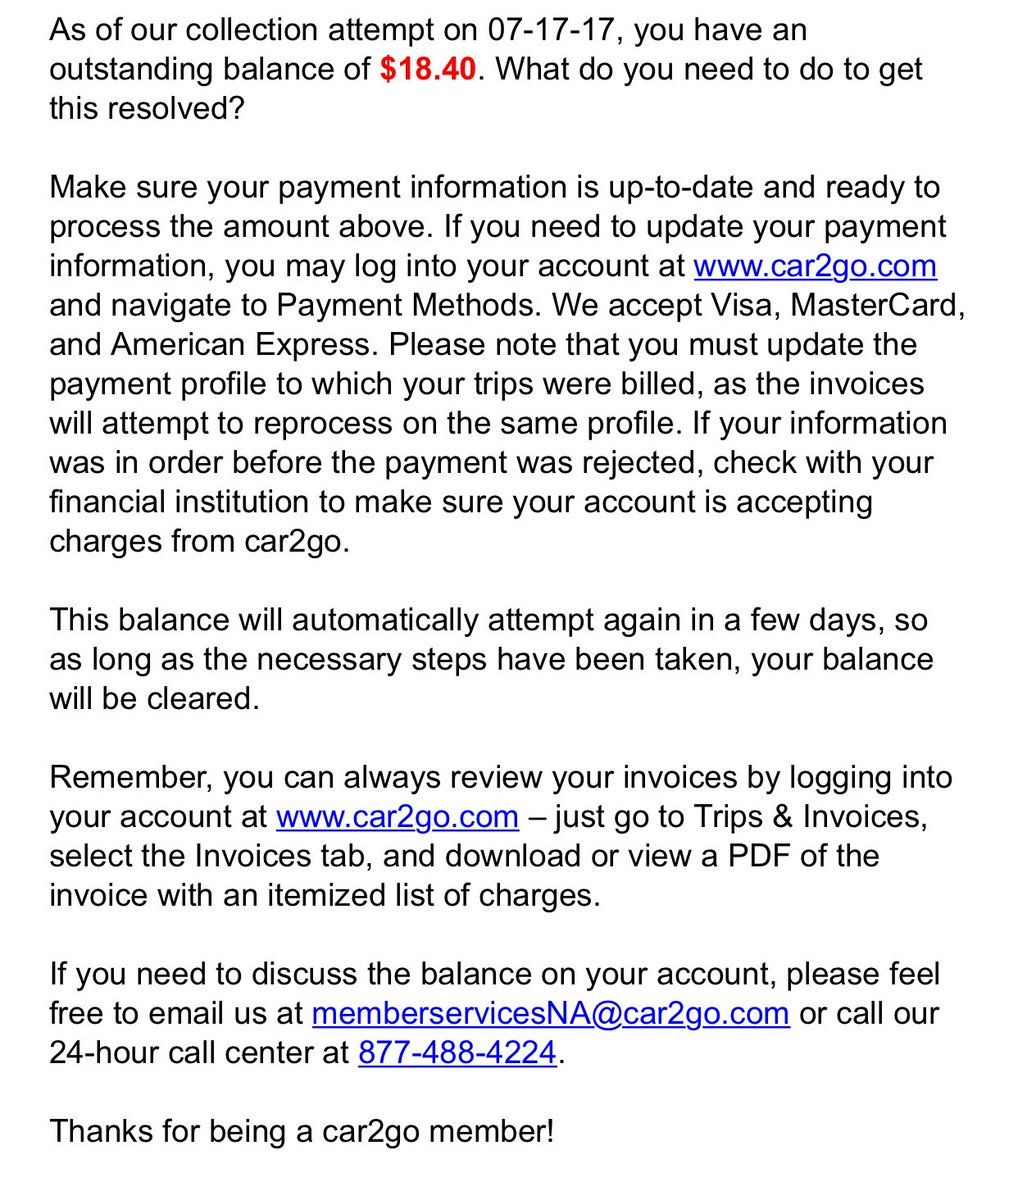 As of our collection attempt on 07-17-17, you have an
outstanding balance of $18.40. What do you need to do to get
this resolved?
Make sure your payment information is up-to-date and ready to
process the amount above. If you need to update your payment
information, you may log into your account at www.car2go.com
and navigate to Payment Methods. We accept Visa, MasterCard,
and American Express. Please note that you must update the
payment profile to which your trips were billed, as the invoices
will attempt to reprocess on the same profile. If your information
was in order before the payment was rejected, check with your
financial institution to make sure your account is accepting
charges from car2go.
This balance will automatically attempt again in a few days, so
as long as the necessary steps have been taken, your balance
will be cleared.
Remember, you can always review your invoices by logging into
your account at www.car2go.com – just go to Trips & Invoices,
select the Invoices tab, and download or view a PDF of the
invoice with an itemized list of charges.
If you need to discuss the balance on your account, please feel
free to email us at memberservicesNA@car2go.com or call our
24-hour call center at 877-488-4224.
Thanks for being a car2go member!